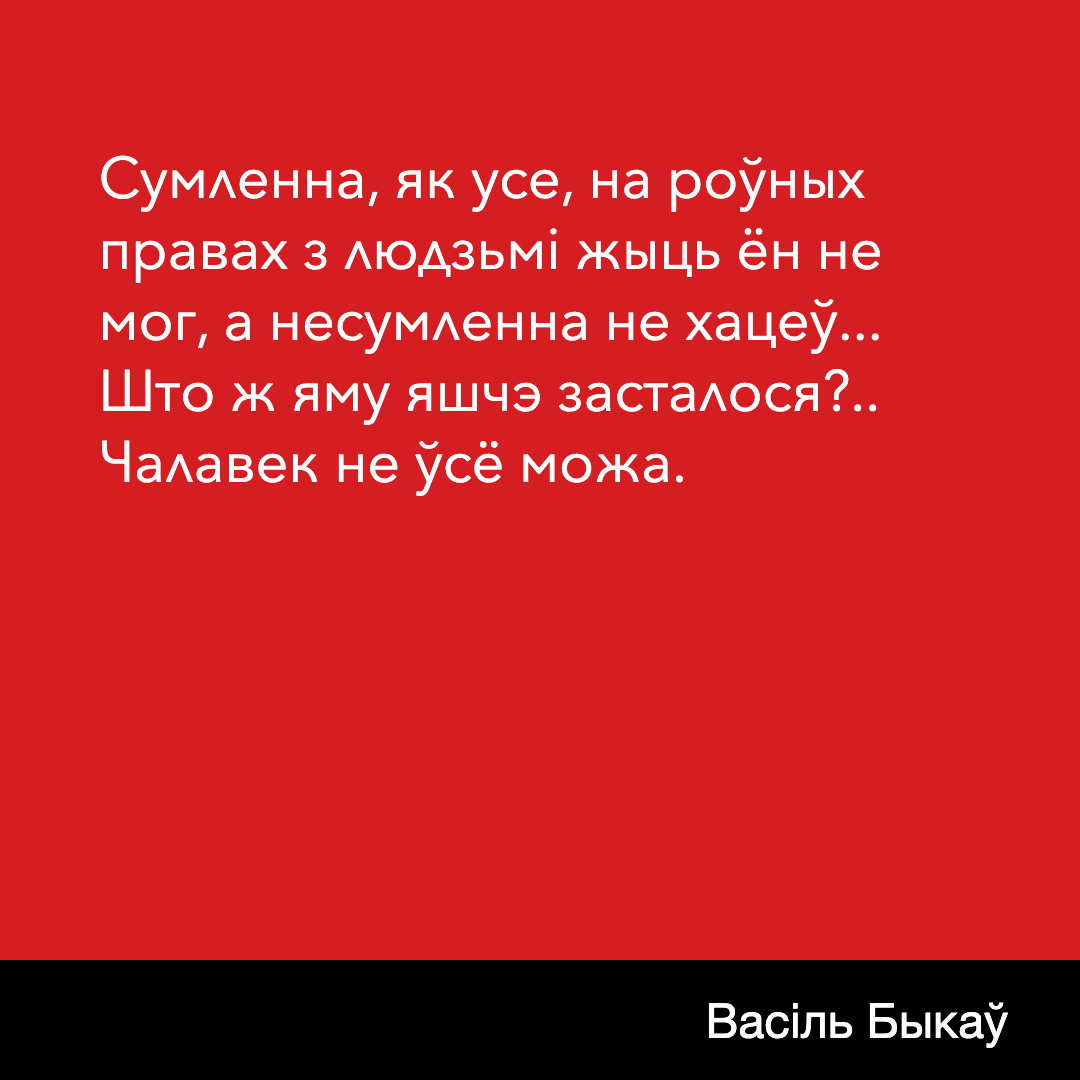 Сумленна, як усе, на роўных
правах з людзьмі жыць ён не
мог, а несумленна не хацеў...
Што ж яму яшчэ засталося?..
Чалавек не ўсё можа.
Васіль Быкаў